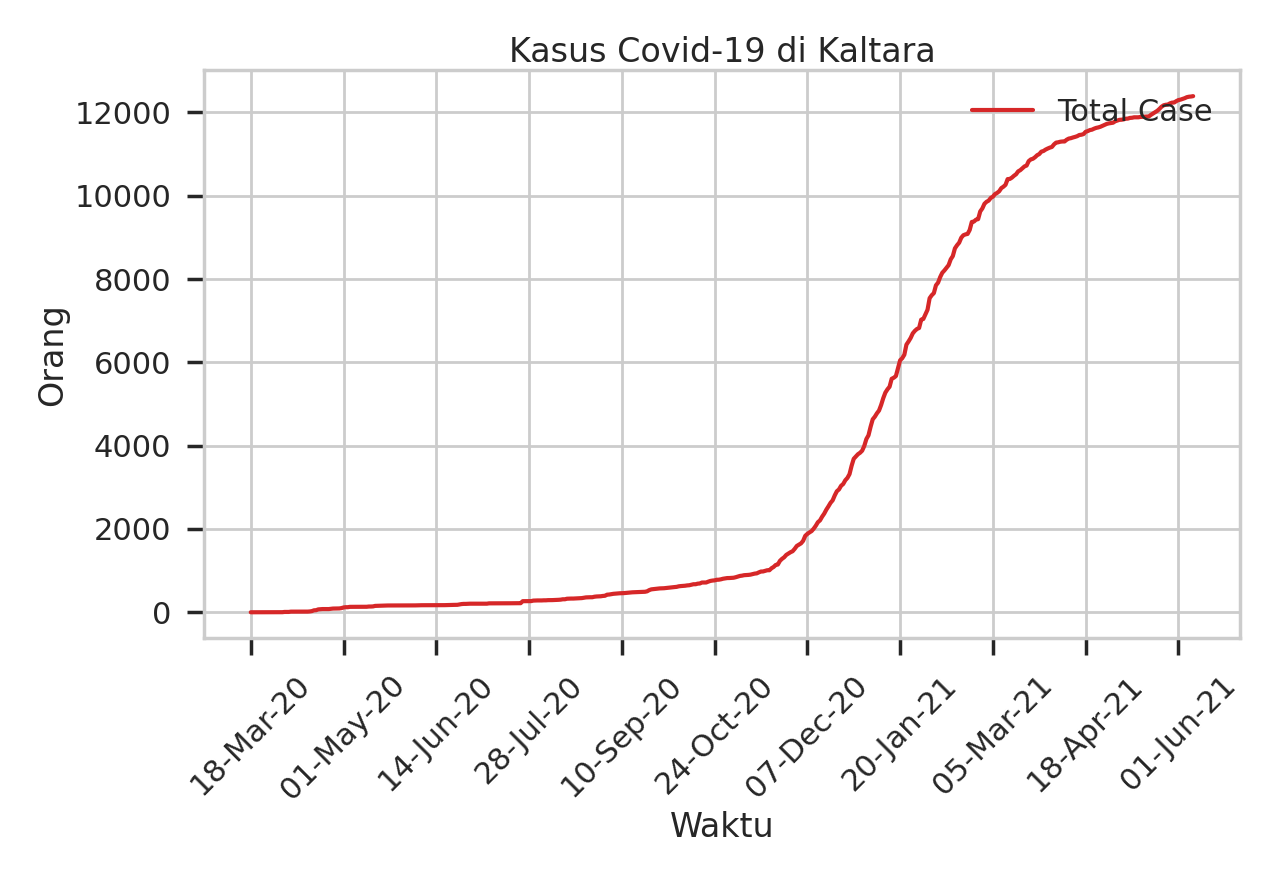 Kasus Covid-19 di Kaltara
Total Case
12000
10000
8000
6000
4000
2000
0
Orang
18-Mar-20
01-May-20
14-Jun-20
28-Jul-20
10-Sep-20
24-Oct-20
07-Dec-20
20-Jan-21
05-Mar-21
18-Apr-21
01-Jun-21
Waktu